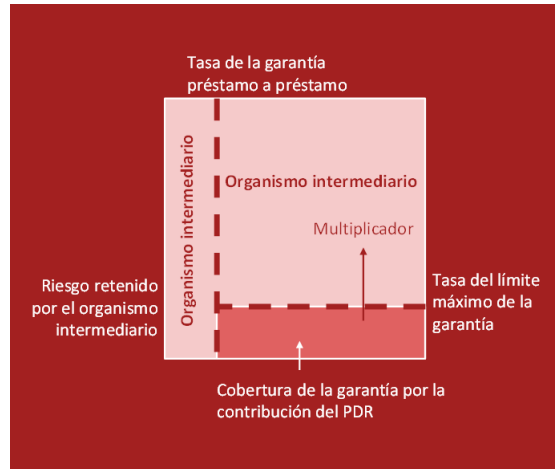 Tasa de la garantía
préstamo a préstamo
Organismo intermediario
Organismo intermediario
Multiplicador
Riesgo retenido
por el organismo
intermediario
Tasa del límite
máximo de la
garantía
Cobertura de la garantía por la
contribución del PDR